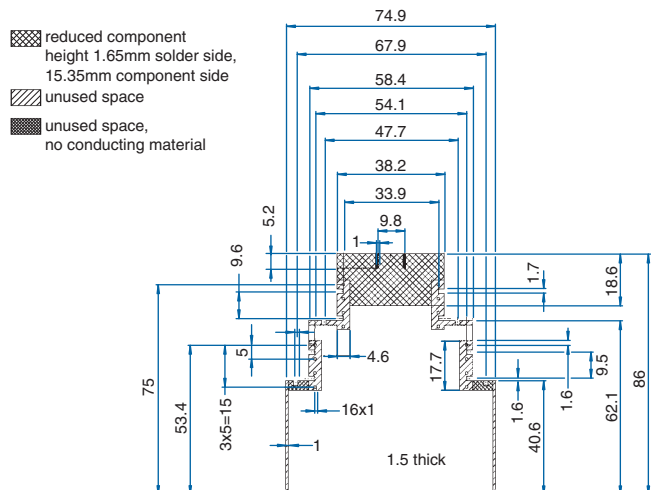 74.9
reduced component
height 1.65mm solder side,
15.35mm component side
67.9
58.4
unused space
54.1
unused space,
no conducting material
47.7
38.2
33.9
5.2
9.8
1
9.6
1.7
18.6
5
4.6
17.7
9.5
1.6
1.6
75
53.4
3x5=15
16x1
40.6
62.1
86
1
1.5 thick